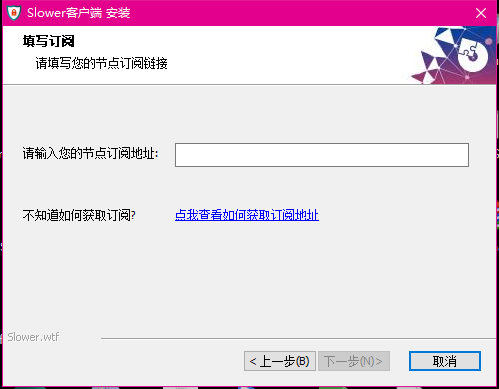 Slower客户端 安装
填写订阅
请填写您的节点订阅链接
请输入您的节点订阅地址:
不知道如何获取订阅? 点我查看如何获取订阅地址
Slower.wtf
< 上一步(B) 下一步(N)> 取消